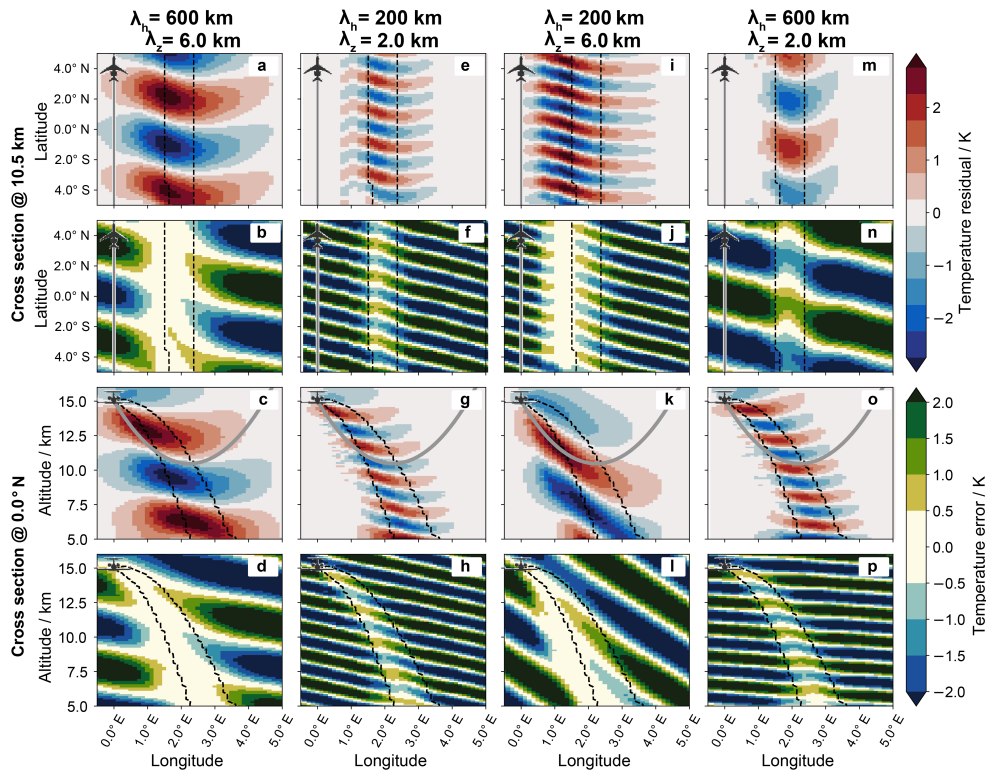 λh = 600 km
λz = 6.0 km
λh = 200 km
λz = 2.0 km
λh = 200 km
λz = 6.0 km
λh = 600 km
λz = 2.0 km
Cross section @ 10.5 km
Latitude
4.0° N
2.0° N
0.0° N
2.0° S
4.0° S
a
e
i
m
Latitude
4.0° N
2.0° N
0.0° N
2.0° S
4.0° S
b
f
j
n
Temperature residual / K
2
1
0
−1
−2
Cross section @ 0.0° N
Altitude / km
15.0
12.5
10.0
7.5
5.0
c
g
k
o
Altitude / km
15.0
12.5
10.0
7.5
5.0
d
h
l
p
Temperature error / K
2.0
1.5
1.0
0.5
0.0
−0.5
−1.0
−1.5
−2.0
0.0° E
1.0° E
2.0° E
3.0° E
4.0° E
5.0° E
0.0° E
1.0° E
2.0° E
3.0° E
4.0° E
5.0° E
0.0° E
1.0° E
2.0° E
3.0° E
4.0° E
5.0° E
0.0° E
1.0° E
2.0° E
3.0° E
4.0° E
5.0° E
Longitude
Longitude
Longitude
Longitude